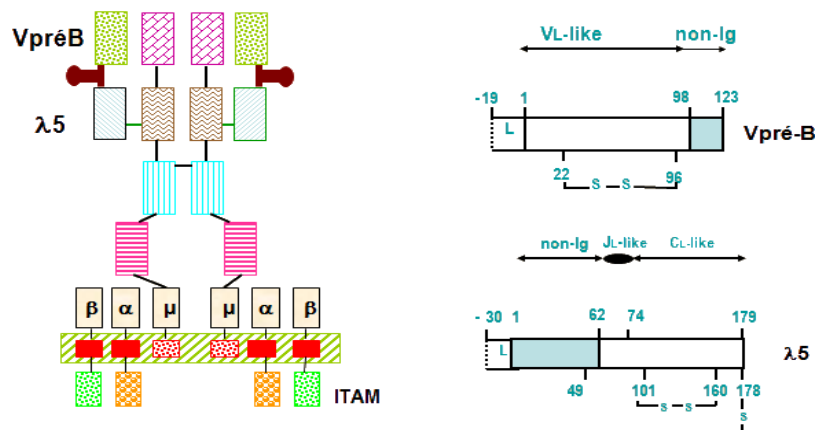 VpréB
λ5
β α μ μ α β
ITAM
VL-like non-Ig
-19 1 98 123
L
Vpré-B
22 96
S S
non-Ig JL-like CL-like
- 30 1 62 74 179
L
λ5
49 101 160 178
s s s